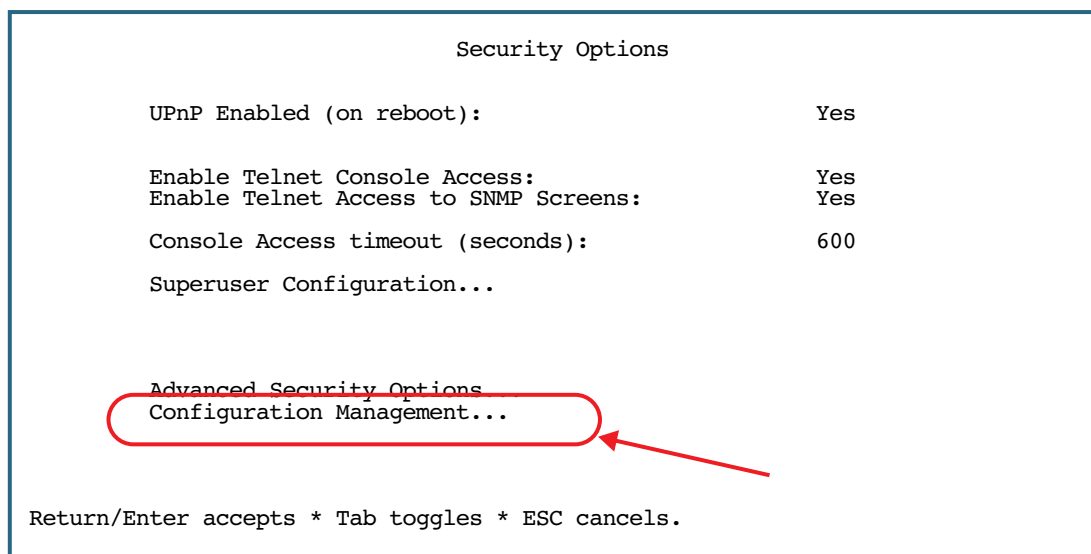 Security Options
UPnP Enabled (on reboot): Yes
Enable Telnet Console Access: Yes
Enable Telnet Access to SNMP Screens: Yes
Console Access timeout (seconds): 600
Superuser Configuration...
Advanced Security Options...
Configuration Management...
Return/Enter accepts * Tab toggles * ESC cancels.